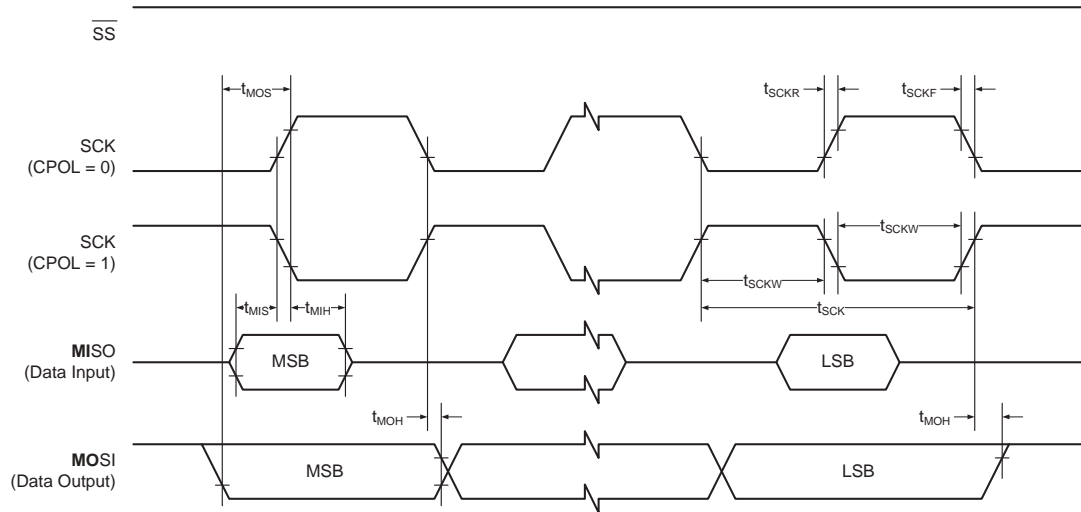 SS
tMOS
tSCKR
tSCKF
SCK
(CPOL = 0)
SCK
(CPOL = 1)
tSCKW
tSCKW
tMIS
tMIH
tSCK
MISO
(Data Input)
MSB
LSB
tMOH
tMOH
MOSI
(Data Output)
MSB
LSB